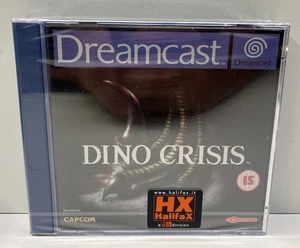 Dreamcast
Dreamcast
DINO CRISIS
15
www.halifax.it
HX
HalifaX
CAPCOM